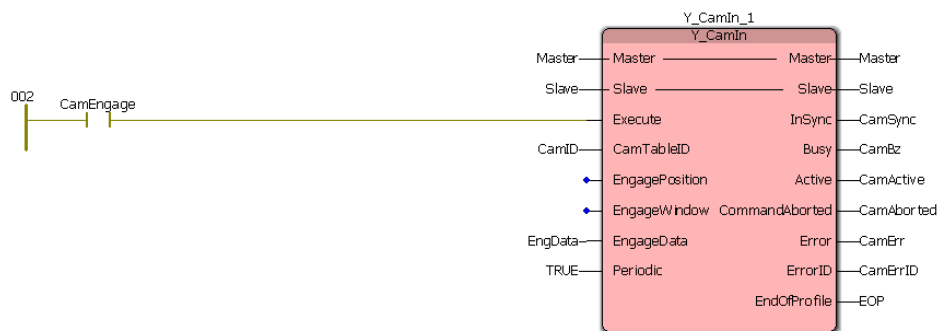 Y_CamIn_1
Y_CamIn
Master Master Master Master
Slave Slave Slave Slave
002 CamEngage Execute InSync CamSync
CamID CamTableID Busy CamBz
EngagePosition Active CamActive
EngageWindow CommandAborted CamAborted
EngData EngageData Error CamErr
TRUE Periodic ErrorID CamErrID
EndOfProfile EOP